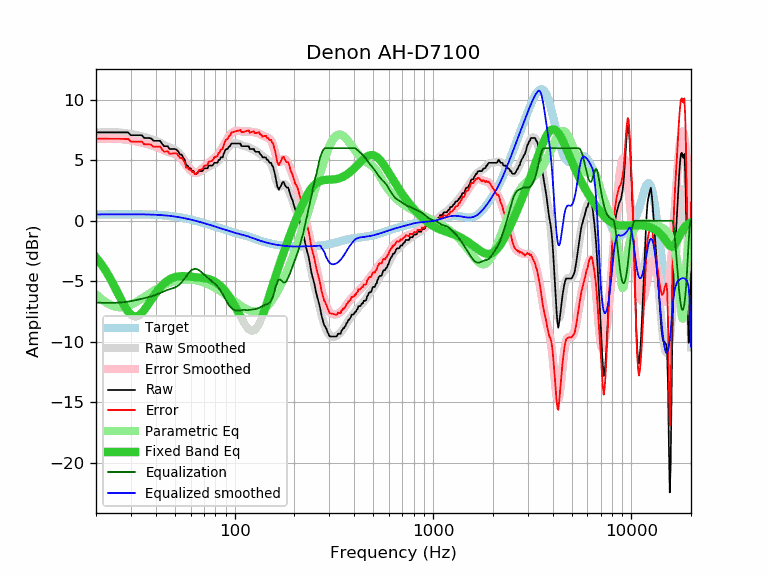 Denon AH-D7100
Amplitude (dBr)
10
5
0
−5
−10
−15
−20
Target
Raw Smoothed
Error Smoothed
Raw
Error
Parametric Eq
Fixed Band Eq
Equalization
Equalized smoothed
100
1000
10000
Frequency (Hz)